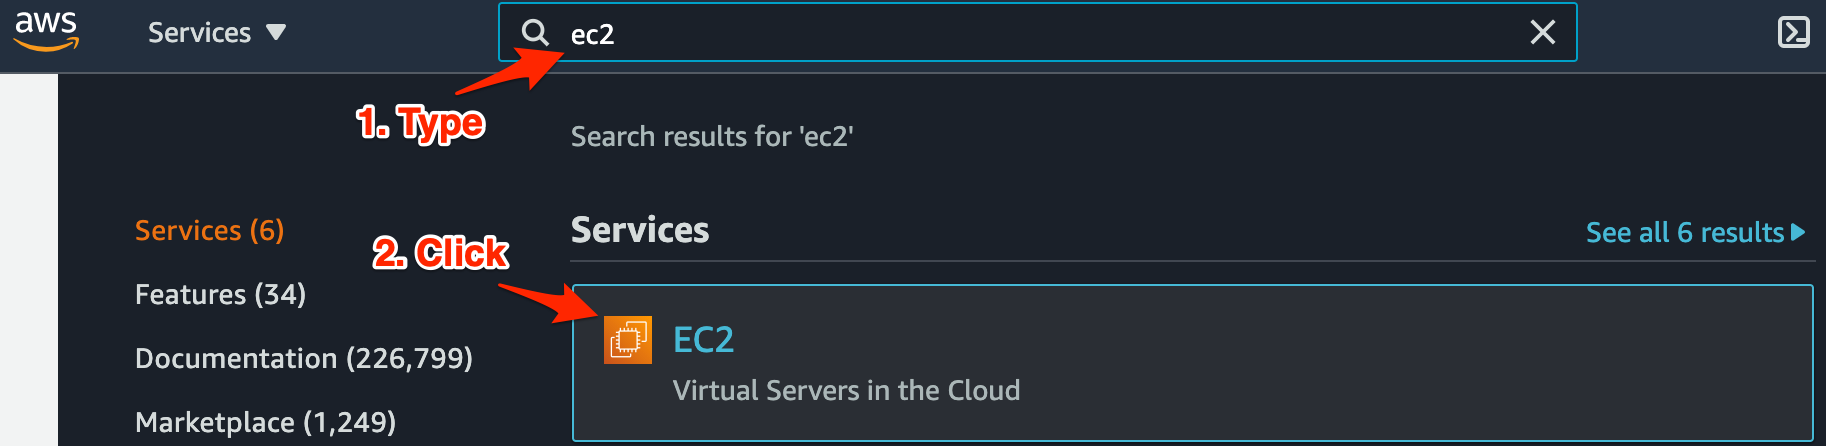 aws
Services
ec2
1. Type
Search results for 'ec2'
Services (6)
Features (34)
Documentation (226,799)
Marketplace (1,249)
2. Click
Services
See all 6 results
EC2
Virtual Servers in the Cloud